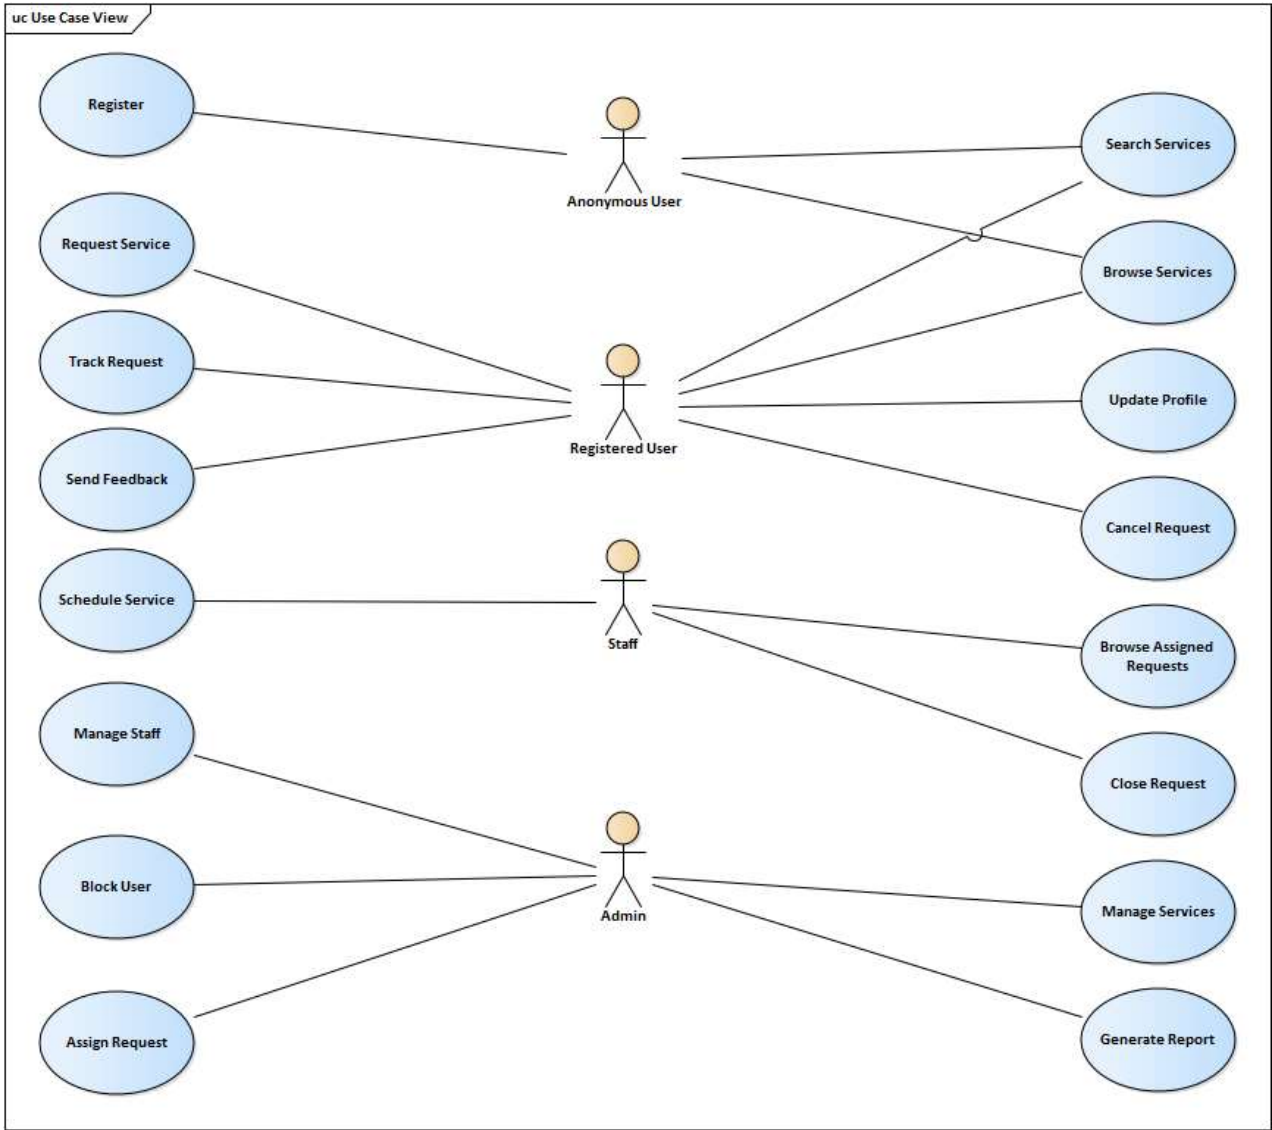 uc Use Case View
Register
Anonymous User
Search Services
Request Service
Browse Services
Track Request
Registered User
Update Profile
Send Feedback
Cancel Request
Schedule Service
Staff
Browse Assigned
Requests
Manage Staff
Close Request
Block User
Admin
Manage Services
Assign Request
Generate Report